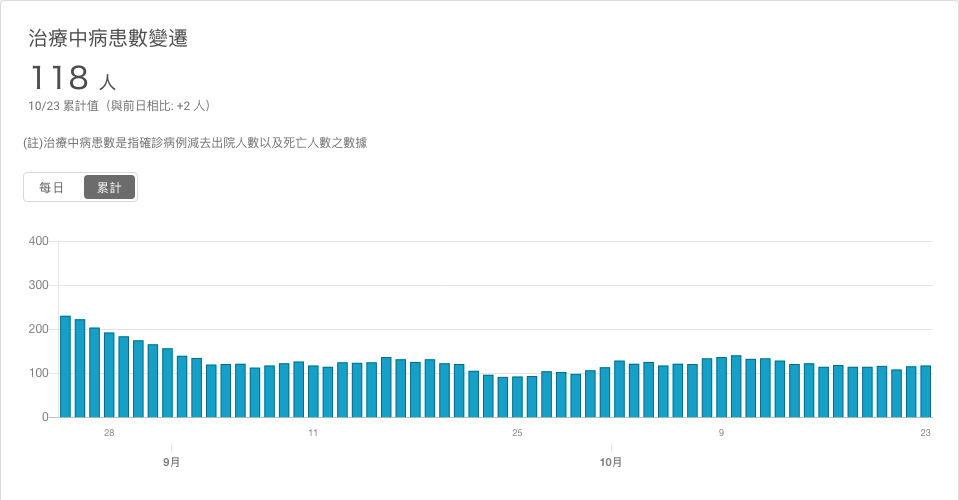 治療中病患數變遷
118 人
10/23 累計值（與前日相比: +2 人）
(註)治療中病患數是指確診病例減去出院人數以及死亡人數之數據
每日 累計
400
300
200
100
0
28 11 25 9 23
9月 10月